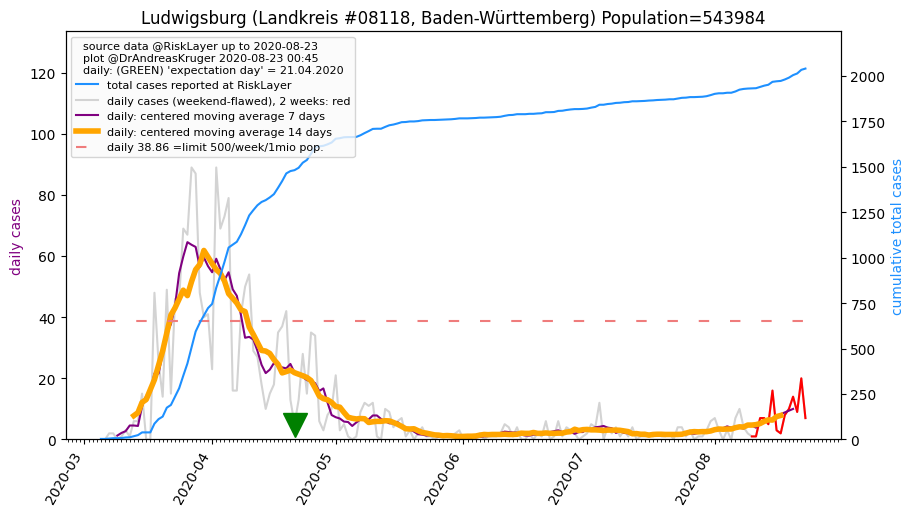 Ludwigsburg (Landkreis #08118, Baden-Württemberg) Population=543984
source data @RiskLayer up to 2020-08-23
plot @DrAndreasKruger 2020-08-23 00:45
daily: (GREEN) 'expectation day' = 21.04.2020
total cases reported at RiskLayer
daily cases (weekend-flawed), 2 weeks: red
daily: centered moving average 7 days
daily: centered moving average 14 days
daily 38.86 =limit 500/week/1mio pop.
daily cases
120
100
80
60
40
20
0
cumulative total cases
2000
1750
1500
1250
1000
750
500
250
0
2020-03
2020-04
2020-05
2020-06
2020-07
2020-08